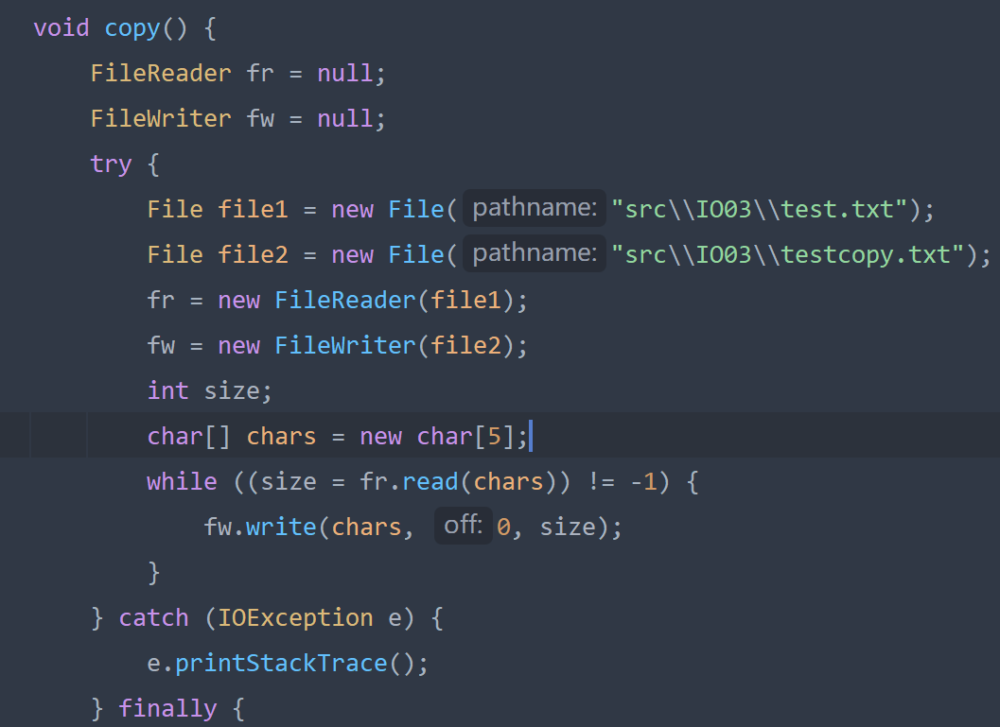 void copy() {
FileReader fr = null;
FileWriter fw = null;
try {
File file1 = new File( pathname: "src\\IO03\\test.txt");
File file2 = new File( pathname: "src\\IO03\\testcopy.txt");
fr = new FileReader(file1);
fw = new FileWriter(file2);
int size;
char[] chars = new char[5];
while ((size = fr.read(chars)) != -1) {
fw.write(chars, off: 0, size);
}
} catch (IOException e) {
e.printStackTrace();
} finally {